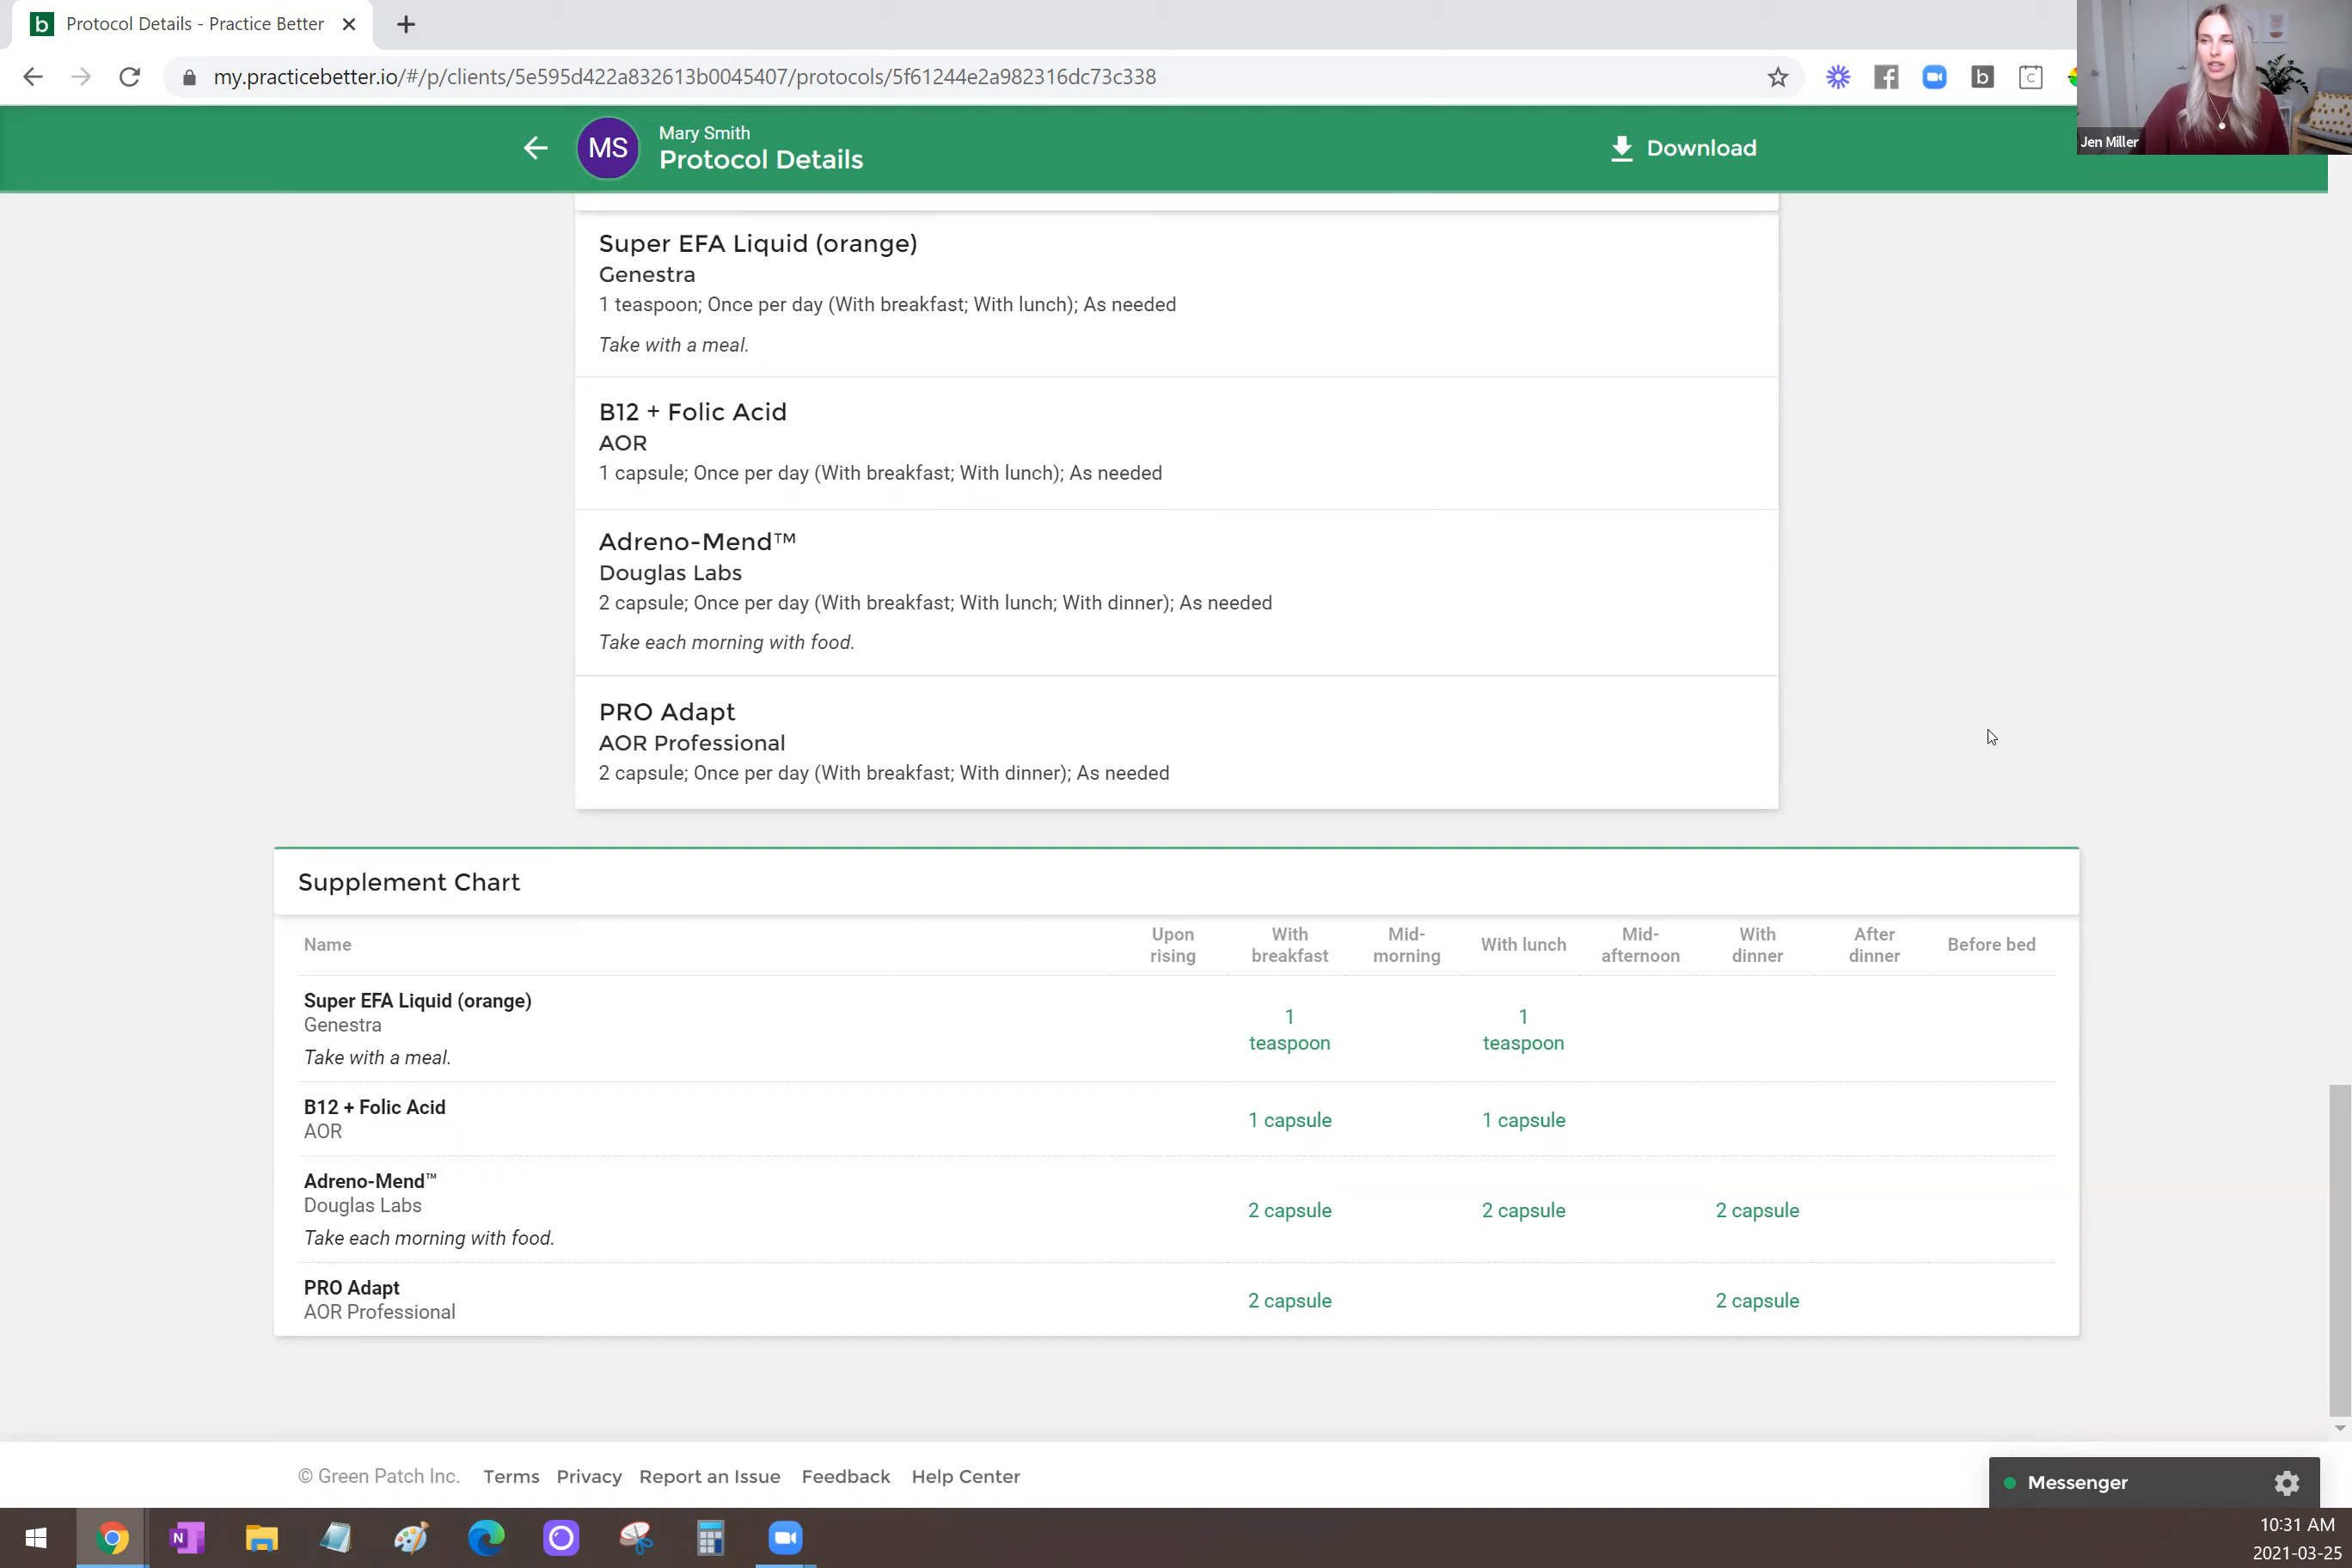 Protocol Details - Practice Better
my.practicebetter.io/#/p/clients/5e595d422a832613b0045407/protocols/5f61244e2a982316dc73c338
Jen Miller
MS
Mary Smith
Protocol Details
Download
Super EFA Liquid (orange)
Genestra
1 teaspoon; Once per day (With breakfast; With lunch); As needed
Take with a meal.
B12 + Folic Acid
AOR
1 capsule; Once per day (With breakfast; With lunch); As needed
Adreno-Mend™
Douglas Labs
2 capsule; Once per day (With breakfast; With lunch; With dinner); As needed
Take each morning with food.
PRO Adapt
AOR Professional
2 capsule; Once per day (With breakfast; With dinner); As needed
Supplement Chart
Name Upon rising With breakfast Mid-morning With lunch Mid-afternoon With dinner After dinner Before bed
Super EFA Liquid (orange)
Genestra
Take with a meal.
1 teaspoon 1 teaspoon
B12 + Folic Acid
AOR
1 capsule 1 capsule
Adreno-Mend™
Douglas Labs
Take each morning with food.
2 capsule 2 capsule 2 capsule
PRO Adapt
AOR Professional
2 capsule 2 capsule
© Green Patch Inc. Terms Privacy Report an Issue Feedback Help Center
Messenger
10:31 AM
2021-03-25